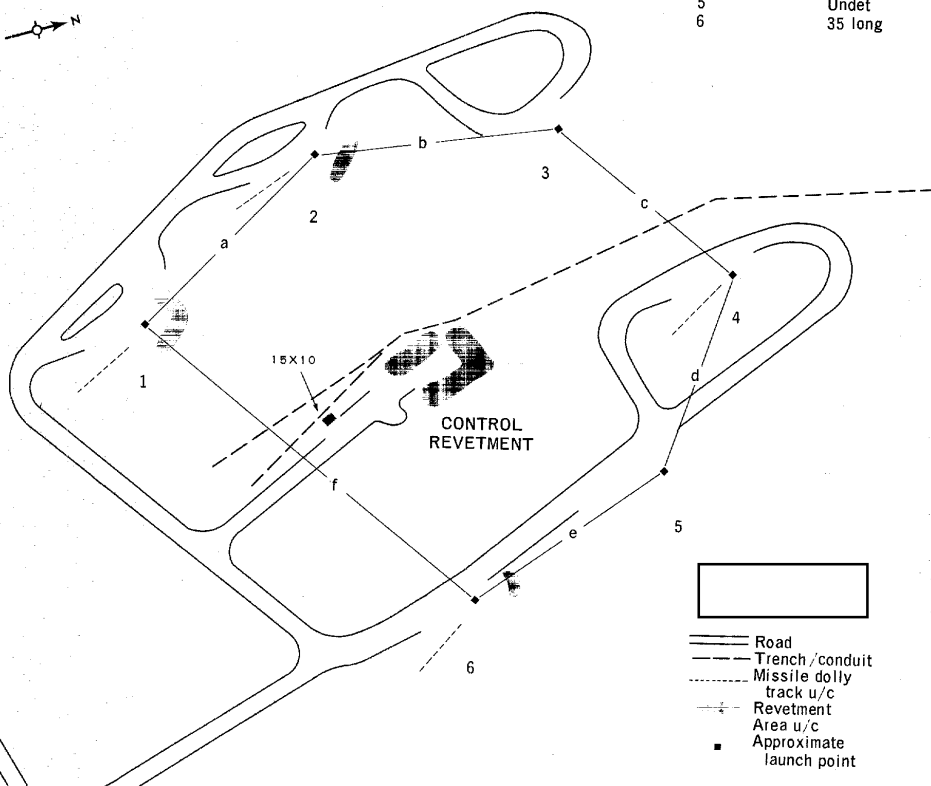 5 Undet
6 35 long
N
b
3
c
2
a
4
1
15X10
d
CONTROL
REVETMENT
f
e
5
6
Road
Trench/conduit
Missile dolly
track u/c
Revetment
Area u/c
Approximate
launch point